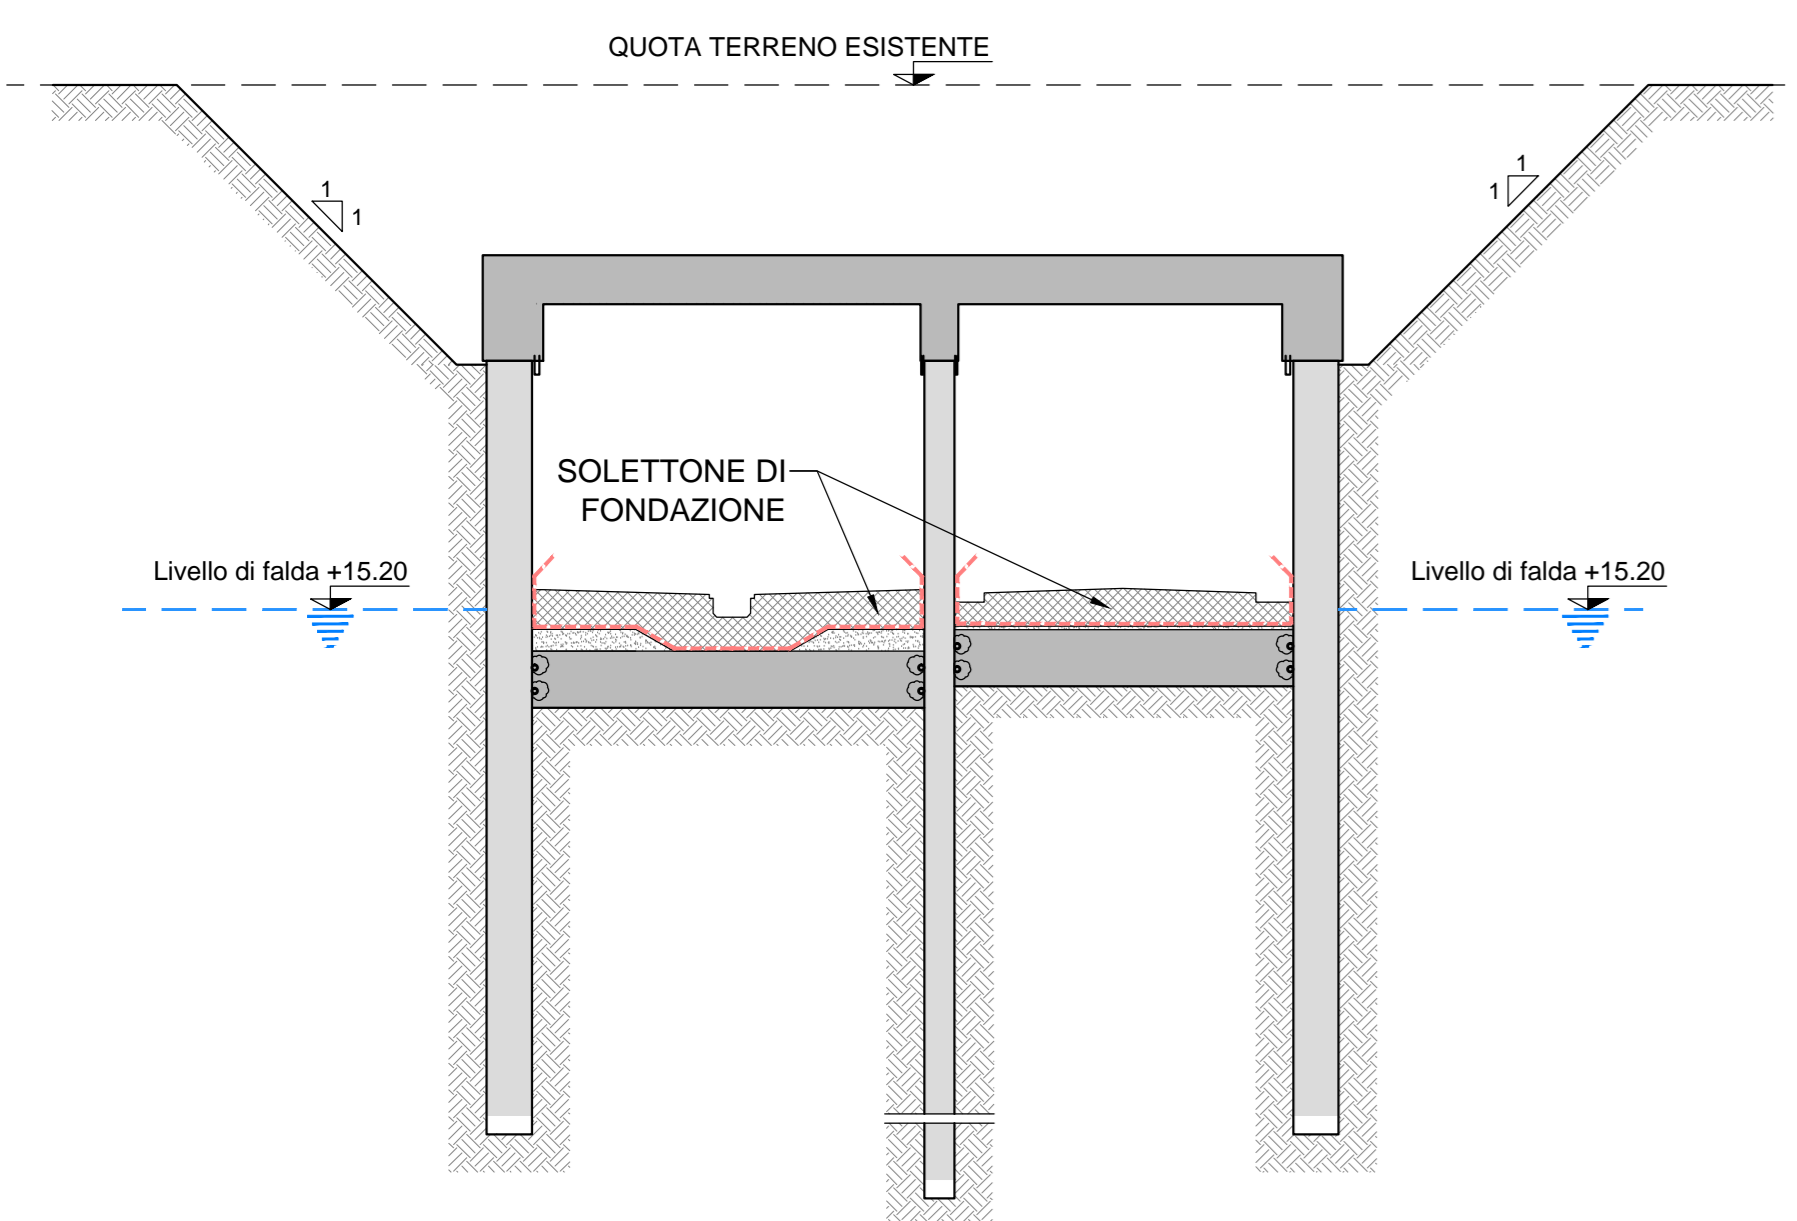 QUOTA TERRENO ESISTENTE
1
1
1
1
SOLETTONE DI
FONDAZIONE
Livello di falda +15.20
Livello di falda +15.20